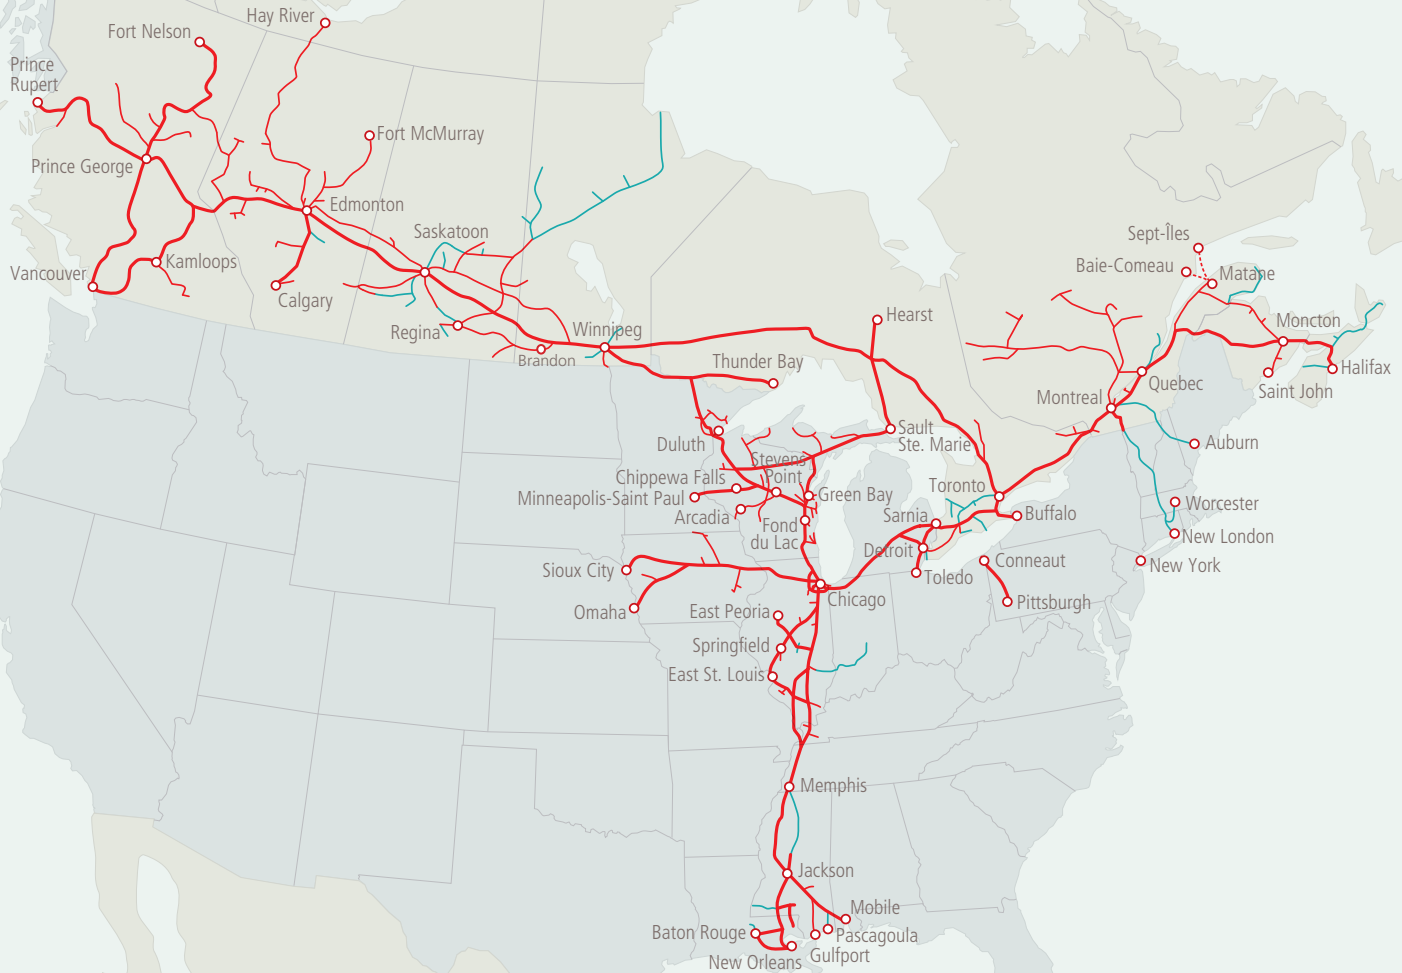 Hay River
Fort Nelson
Prince
Rupert
Fort McMurray
Prince George
Edmonton
Saskatoon
Sept-Îles
Baie-Comeau
Matane
Kamloops
Vancouver
Calgary
Regina
Winnipeg
Brandon
Hearst
Moncton
Thunder Bay
Halifax
Quebec
Saint John
Montreal
Sault
Ste. Marie
Duluth
Auburn
Stevens
Point
Chippewa Falls
Minneapolis-Saint Paul
Green Bay
Toronto
Arcadia
Sarnia
Buffalo
Worcester
Fond
du Lac
New London
Detroit
Conneaut
New York
Sioux City
Toledo
Chicago
Pittsburgh
Omaha
East Peoria
Springfield
East St. Louis
Memphis
Jackson
Mobile
Baton Rouge
Pascagoula
Gulfport
New Orleans